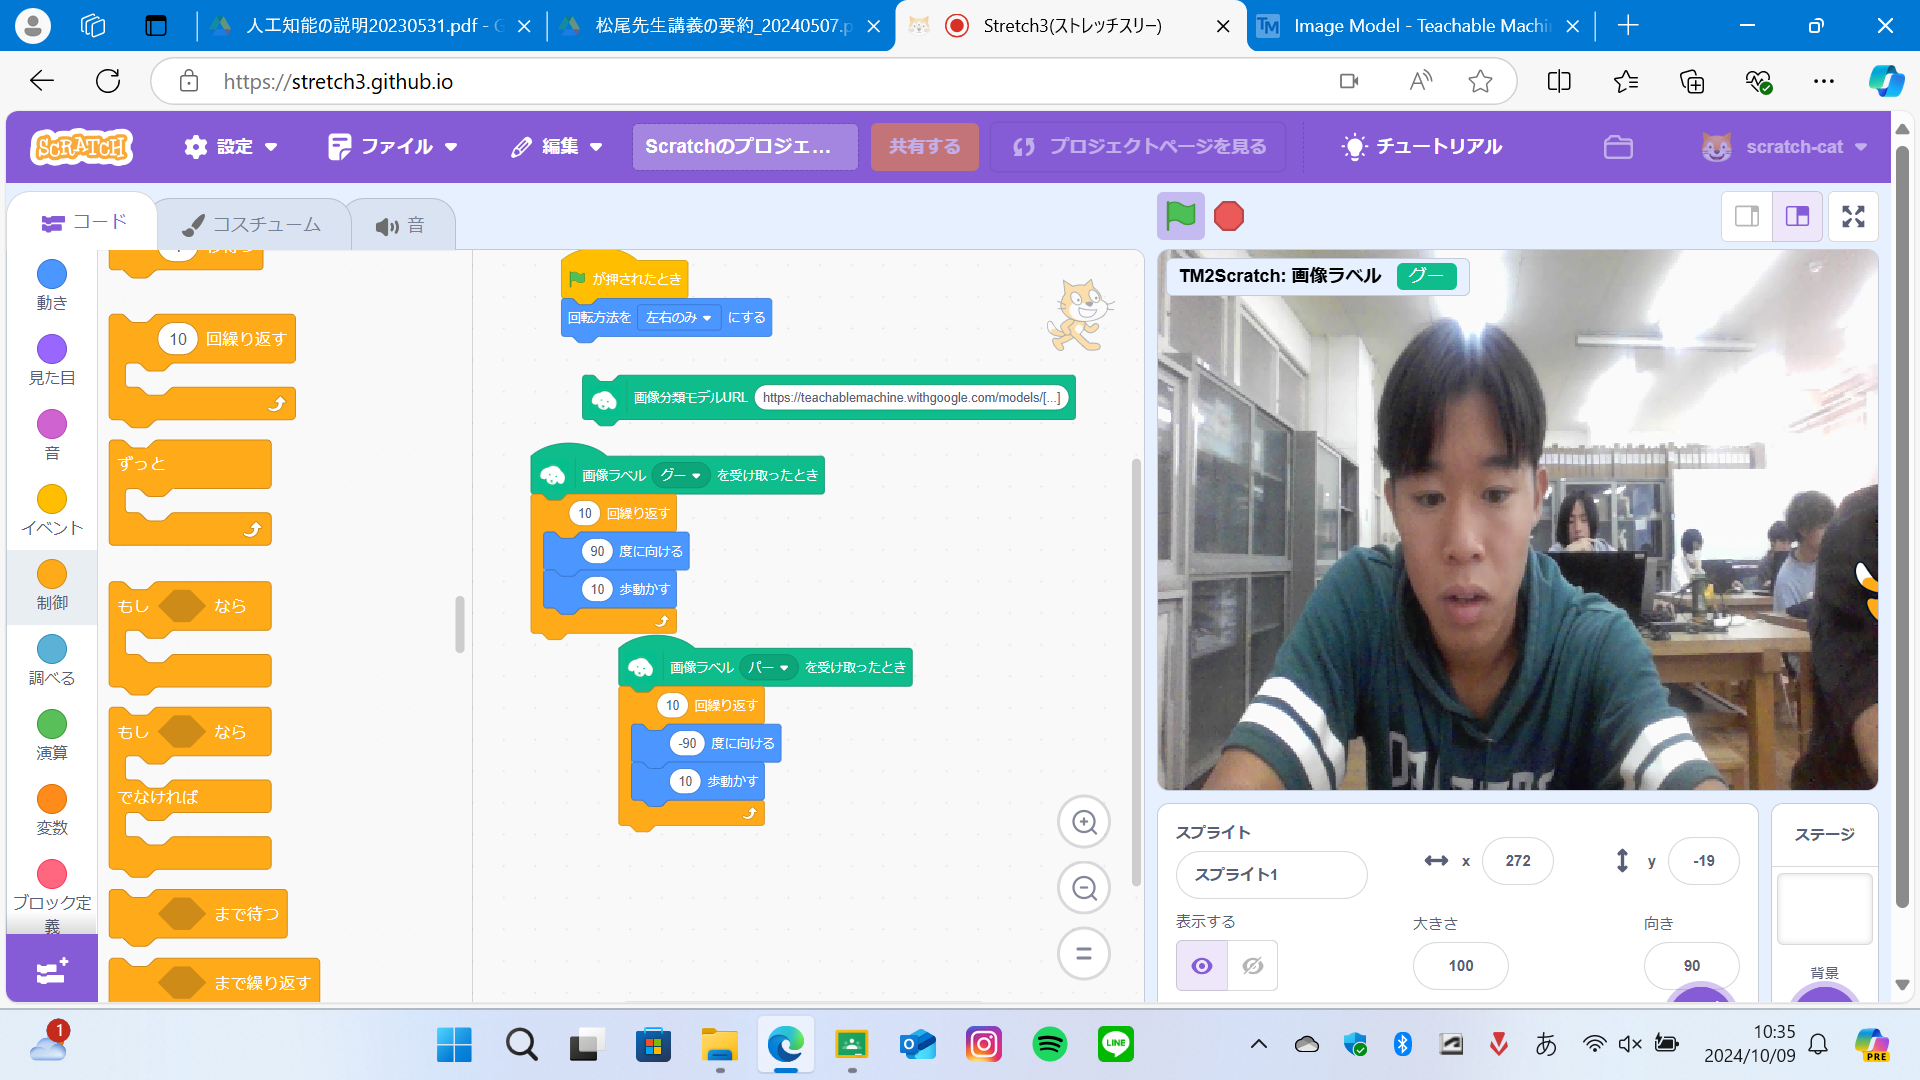 人工知能の説明20230531.pdf - G
松尾先生講義の要約_20240507.p
Stretch3(ストレッチスリー)
Image Model - Teachable Machin
https://stretch3.github.io
SCRATCH
設定
ファイル
編集
Scratchのプロジェ...
共有する
プロジェクトページを見る
チュートリアル
scratch-cat
コード
コスチューム
音
動き
見た目
音
イベント
制御
調べる
演算
変数
ブロック定義
10 回繰り返す
ずっと
もし なら
もし なら
でなければ
まで待つ
まで繰り返す
が押されたとき
回転方法を 左右のみ にする
画像分類モデルURL https://teachablemachine.withgoogle.com/models/[...]
画像ラベル グー を受け取ったとき
10 回繰り返す
90 度に向ける
10 歩動かす
画像ラベル パー を受け取ったとき
10 回繰り返す
-90 度に向ける
10 歩動かす
TM2Scratch: 画像ラベル グー
スプライト
スプライト1
x 272
y -19
表示する
大きさ
100
向き
90
ステージ
背景
1
LINE
あ
10:35
2024/10/09
PRE